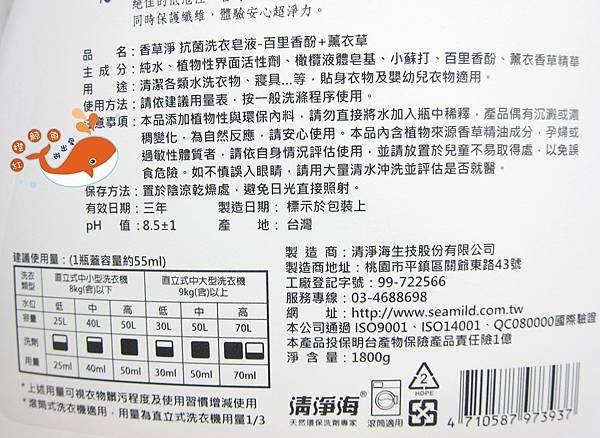 絕佳的低泡
同時保護纖維，體驗安心超淨力。
品　　名：香草淨 抗菌洗衣皂液-百里香酚+薰衣草
主 成 分：純水、植物性界面活性劑、橄欖液體皂基、小蘇打、百里香酚、薰衣香草精華
用　　途：清潔各類水洗衣物、寢具...等，貼身衣物及嬰幼兒衣物適用。
使用方法：請依建議用量表，按一般洗滌程序使用。
注意事項：本品添加植物性與環保內料，請勿直接將水加入瓶中稀釋，產品偶有沉澱或濃
稠變化，為自然反應，請安心使用。本品內含植物來源香草精油成分，孕婦或
過敏性體質者，請依自身情況評估使用，並請放置於兒童不易取得處，以免誤
食危險。如不慎誤入眼睛，請用大量清水沖洗並評估是否就醫。
保存方法：置於陰涼乾燥處，避免日光直接照射。
有效日期：三年　製造日期：標示於包裝上
pH　值：8.5±1　產　　地：台灣
建議使用量：(1瓶蓋容量約55ml)
洗衣類型　直立式中小型洗衣機8kg(含)以下　直立式中大型洗衣機9kg(含)以上
水位　低　中　高　低　中　高
容量　25L　40L　50L　30L　50L　70L
洗劑用量　25ml　40ml　50ml　30ml　50ml　70ml
*上述用量可視衣物髒污程度及使用習慣增減使用
*滾筒式洗衣機適用，用量為直立式洗衣機用量1/3
製 造 商：清淨海生技股份有限公司
製造商地址：桃園市平鎮區關爺東路43號
工廠登記字號：99-722566
服務專線：03-4688698
網　　址：http://www.seamild.com.tw
本公司通過 ISO9001、ISO14001、QC080000國際驗證
本產品投保明台產物保險產品責任險1億
淨 含 量：1800g
清淨海
天然環保洗劑專家
滾筒適用
2
HDPE
4 710587 973937
橙解魚
紅